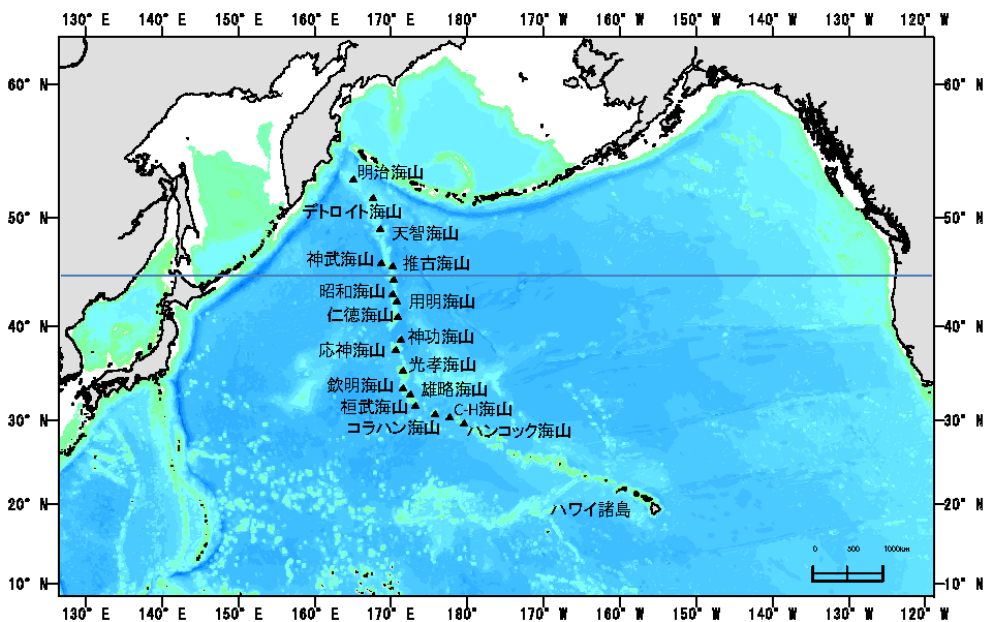 130° E 140° E 150° E 160° E 170° E 180° E 170° W 160° W 150° W 140° W 130° W 120° W
60° N 60° N
明治海山
50° N デトロイト海山 50° N
天智海山
神武海山 推古海山
昭和海山 用明海山
仁徳海山
40° N 神功海山 40° N
応神海山
光孝海山
欽明海山 雄略海山
桓武海山 C-H海山
30° N コラハン海山 ハンコック海山 30° N
20° N ハワイ諸島 20° N
0 500 1000KM
10° N 10° N
130° E 140° E 150° E 160° E 170° E 180° E 170° W 160° W 150° W 140° W 130° W 120° W